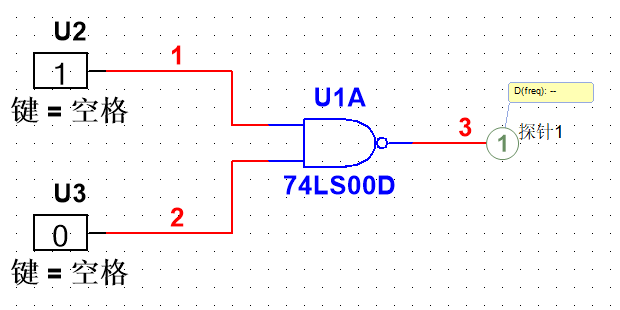 U2
1
1
键 = 空格
U1A
74LS00D
D(freq): --
3
1
探针1
U3
0
2
键 = 空格